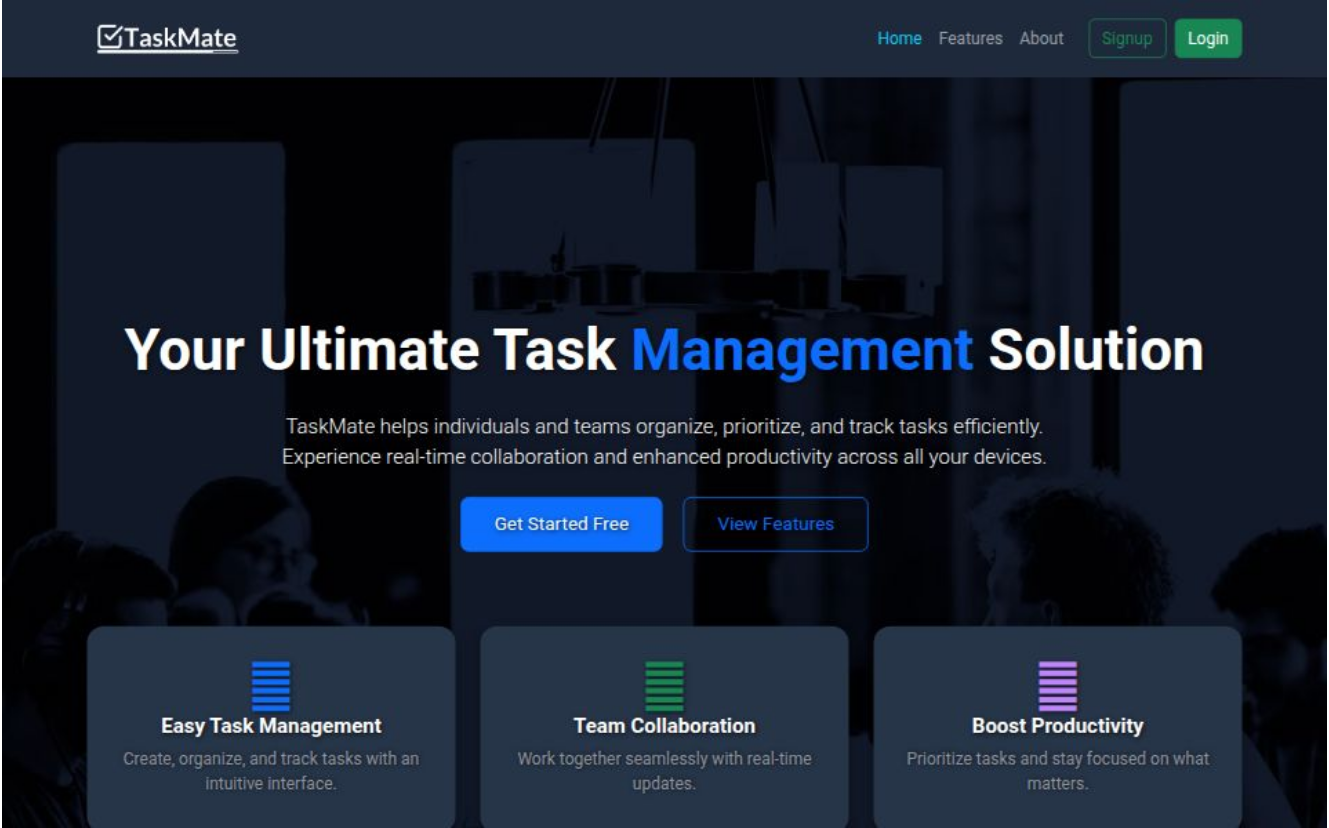 TaskMate
Home Features About Signup Login
Your Ultimate Task Management Solution
TaskMate helps individuals and teams organize, prioritize, and track tasks efficiently.
Experience real-time collaboration and enhanced productivity across all your devices.
Get Started Free View Features
Easy Task Management
Create, organize, and track tasks with an
intuitive interface.
Team Collaboration
Work together seamlessly with real-time
updates.
Boost Productivity
Prioritize tasks and stay focused on what
matters.